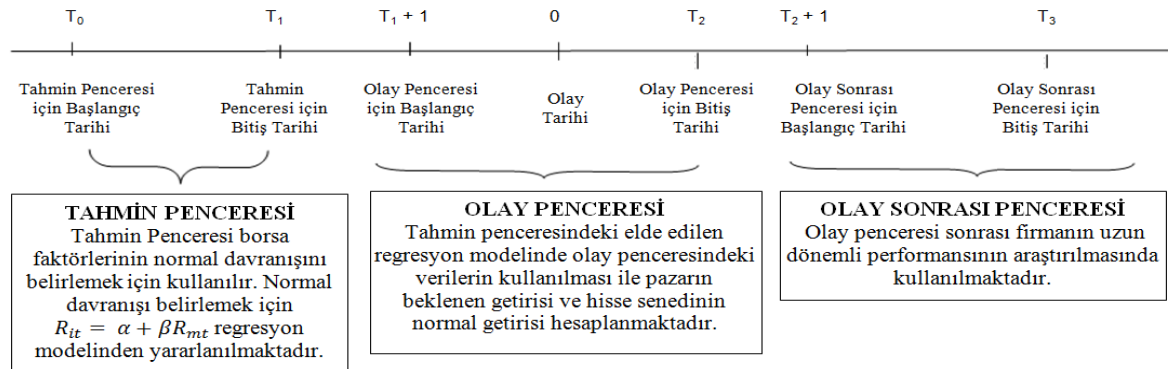 T₀ T₁ T₁ + 1 0 T₂ T₂ + 1 T₃
Tahmin Penceresi
için Başlangıç
Tarihi
Tahmin
Penceresi için
Bitiş Tarihi
Olay Penceresi
için Başlangıç
Tarihi
Olay
Tarihi
Olay Penceresi
için Bitiş
Tarihi
Olay Sonrası
Penceresi için
Başlangıç Tarihi
Olay Sonrası
Penceresi için
Bitiş Tarihi
TAHMİN PENCERESİ
Tahmin Penceresi borsa
faktörlerinin normal davranışını
belirlemek için kullanılır. Normal
davranışı belirlemek için
Rᵢₜ = α + βRₘₜ regresyon
modelinden yararlanılmaktadır.
OLAY PENCERESİ
Tahmin penceresindeki elde edilen
regresyon modelinde olay penceresindeki
verilerin kullanılması ile pazarın
beklenen getirisi ve hisse senedinin
normal getirisi hesaplanmaktadır.
OLAY SONRASI PENCERESİ
Olay penceresi sonrası firmanın uzun
dönemli performansının araştırılmasında
kullanılmaktadır.